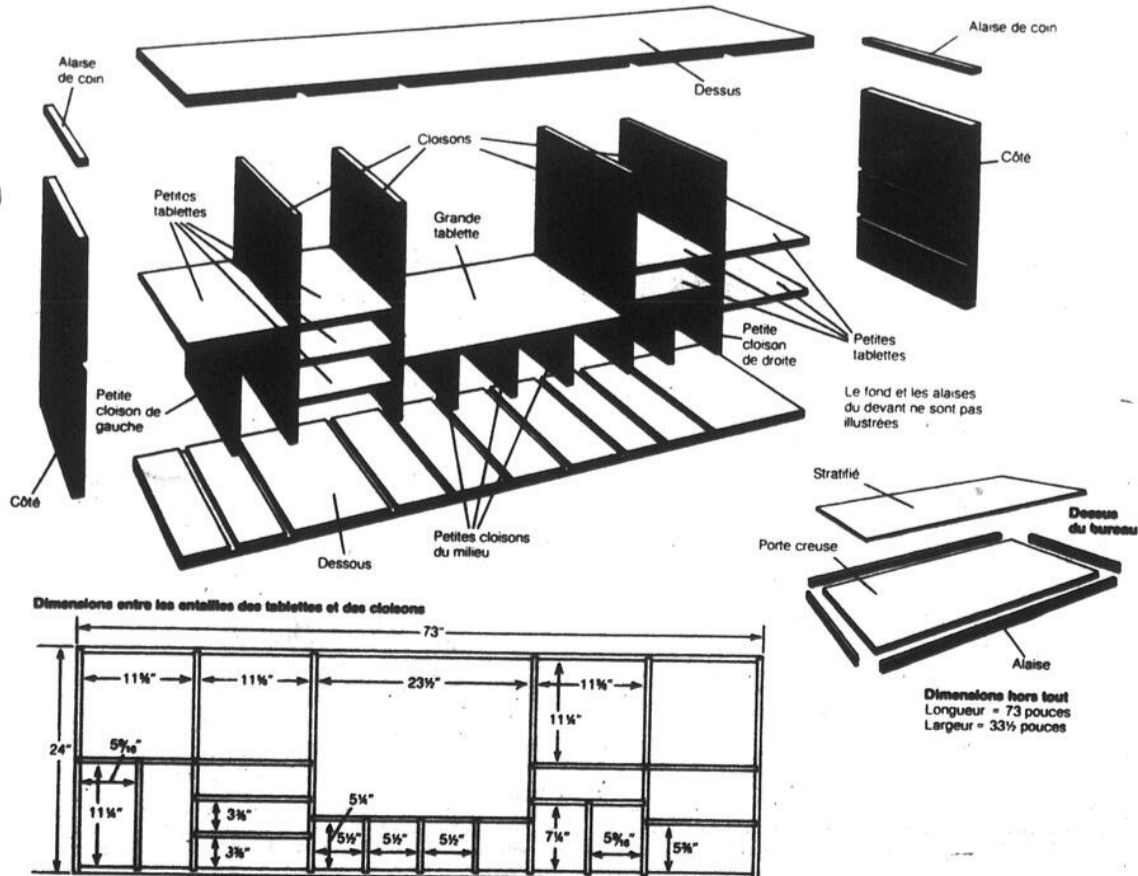 Alaise
de coin
Alaise de coin
Dessus
Cloisons
Côté
Petites
tablettes
Grande
tablette
Petite
cloison
de droite
Petites
tablettes
Petite
cloison de
gauche
Le fond et les alaises
du devant ne sont pas
illustrées
Côté
Petites cloisons
du milieu
Dessous
Stratifié
Dessus
du bureau
Porte creuse
Alaise
Dimensions hors tout
Longueur = 73 pouces
Largeur = 33½ pouces
Dimensions entre les entailles des tablettes et des cloisons
73"
11⅜"
11⅜"
23½"
11⅜"
11¼"
24"
5⁹⁄₁₆"
11¼"
3⅜"
3⅜"
5¼"
5½"
5½"
5½"
7¼"
5⁹⁄₁₆"
5⅜"